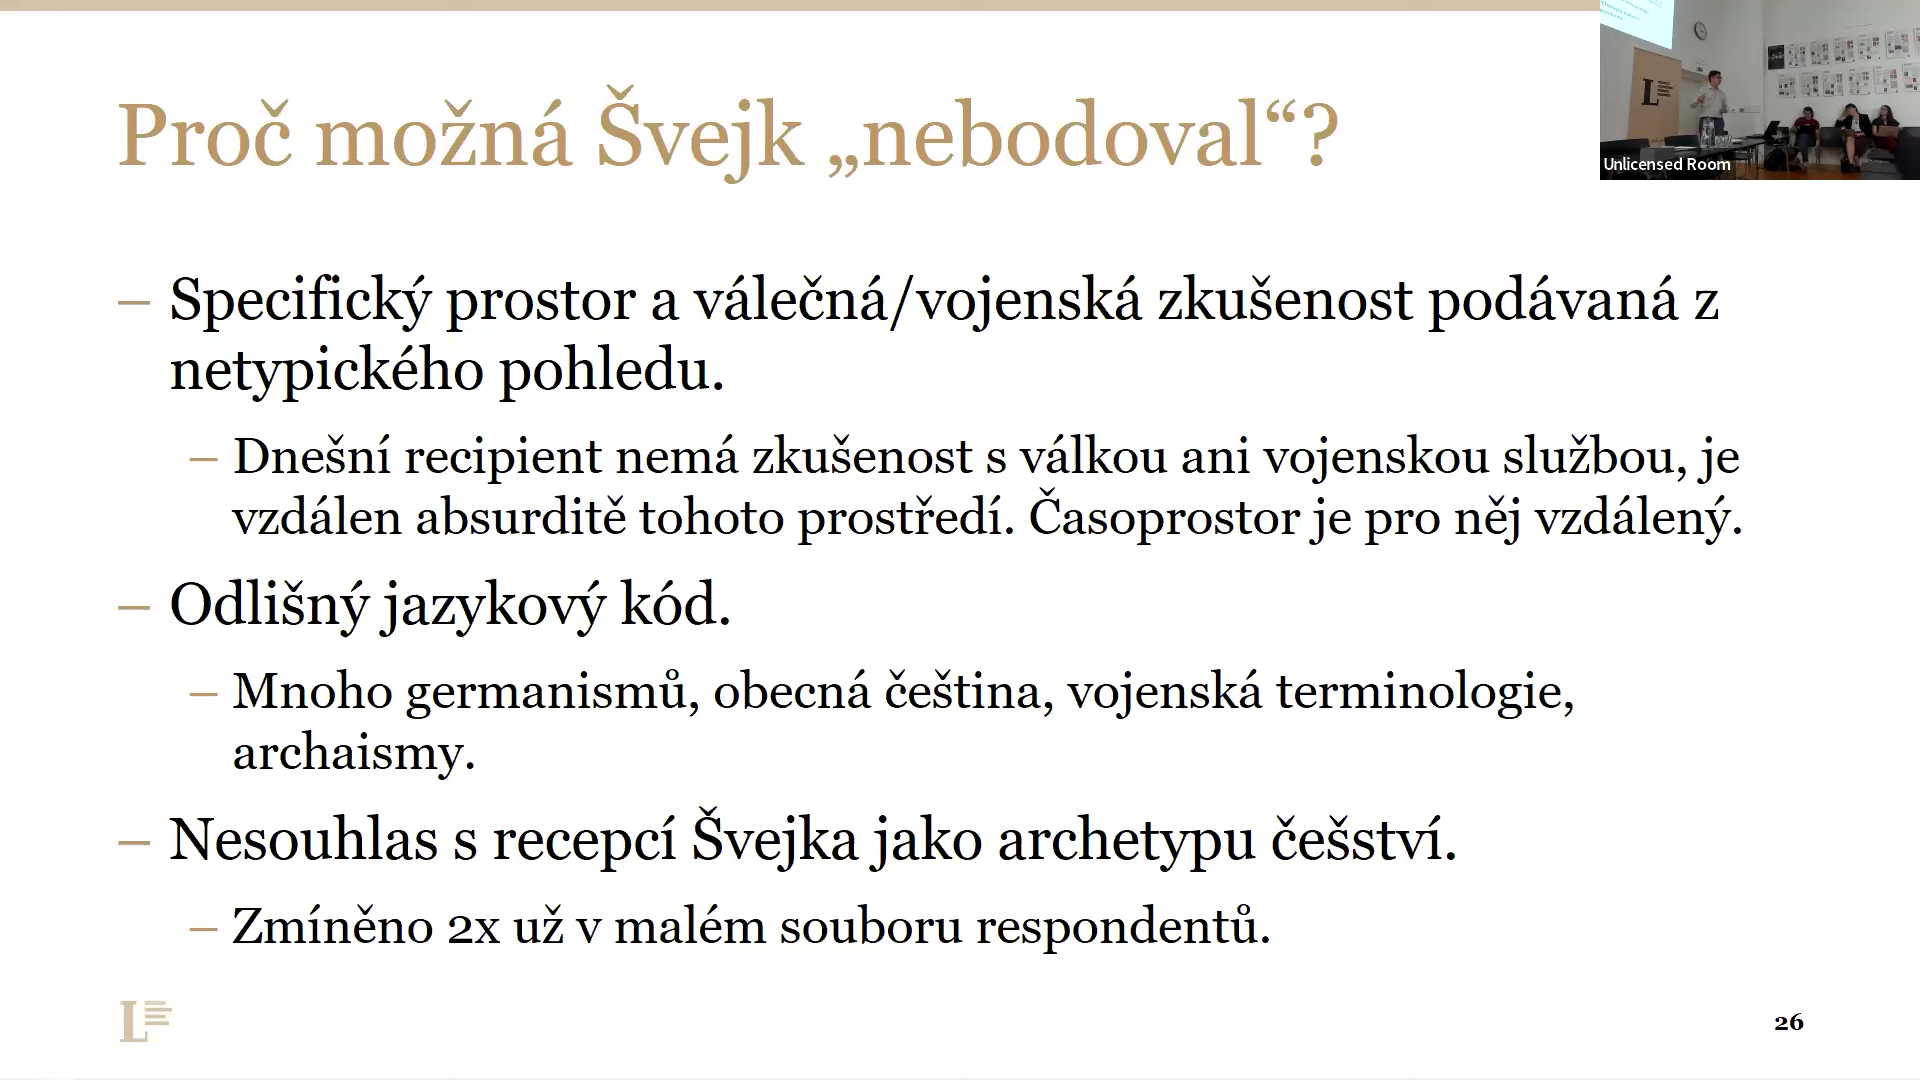 Proč možná Švejk „nebodoval“?
Unlicensed Room
– Specifický prostor a válečná/vojenská zkušenost podávaná z
netypického pohledu.
– Dnešní recipient nemá zkušenost s válkou ani vojenskou službou, je
vzdálen absurditě tohoto prostředí. Časoprostor je pro něj vzdálený.
– Odlišný jazykový kód.
– Mnoho germanismů, obecná čeština, vojenská terminologie,
archaismy.
– Nesouhlas s recepcí Švejka jako archetypu češství.
– Zmíněno 2x už v malém souboru respondentů.
L
26